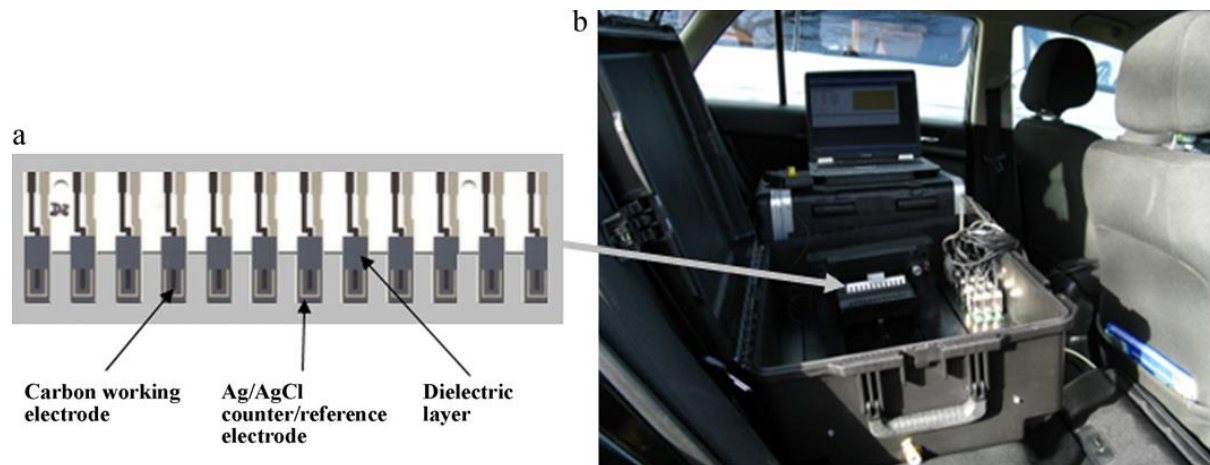 a
b
Carbon working
electrode
Ag/AgCl
counter/reference
electrode
Dielectric
layer